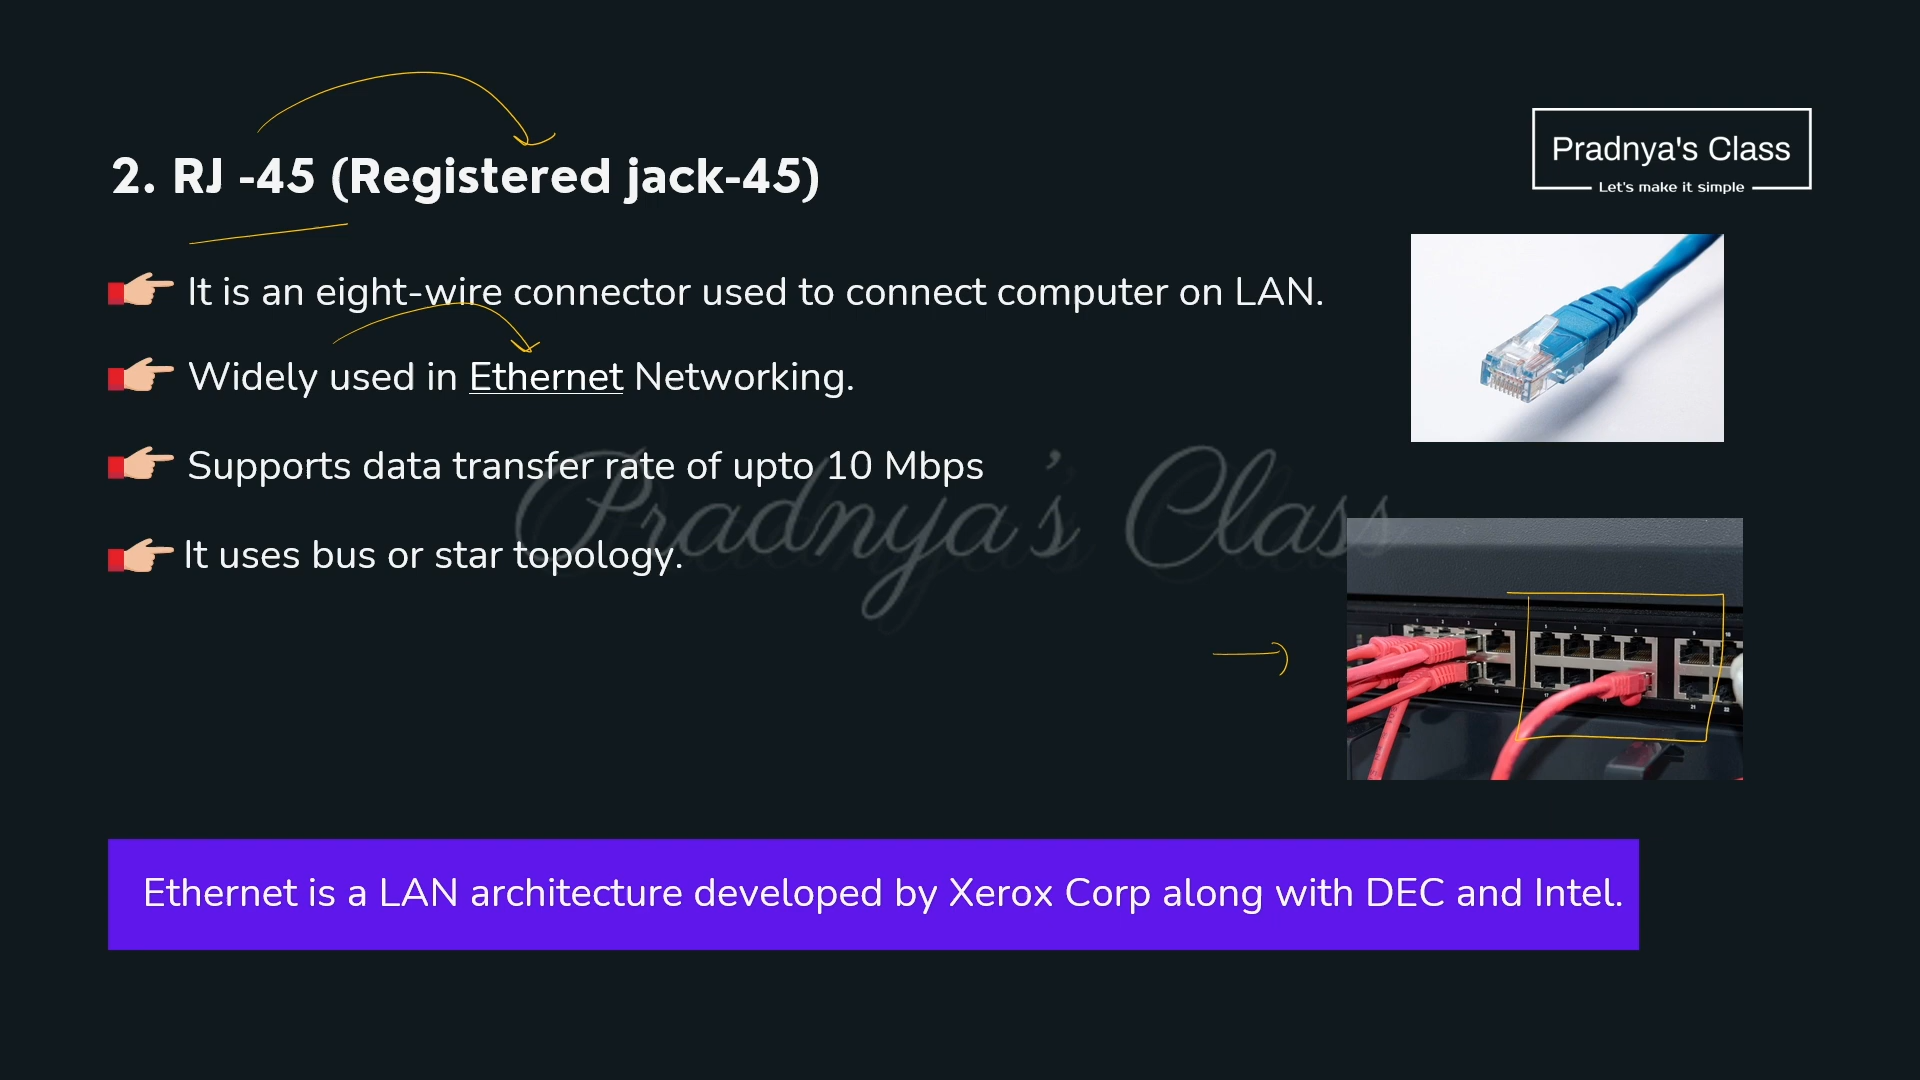 Pradnya's Class
Let's make it simple
2. RJ -45 (Registered jack-45)
It is an eight-wire connector used to connect computer on LAN.
Widely used in Ethernet Networking.
Supports data transfer rate of upto 10 Mbps
It uses bus or star topology.
Pradnya's Class
Ethernet is a LAN architecture developed by Xerox Corp along with DEC and Intel.